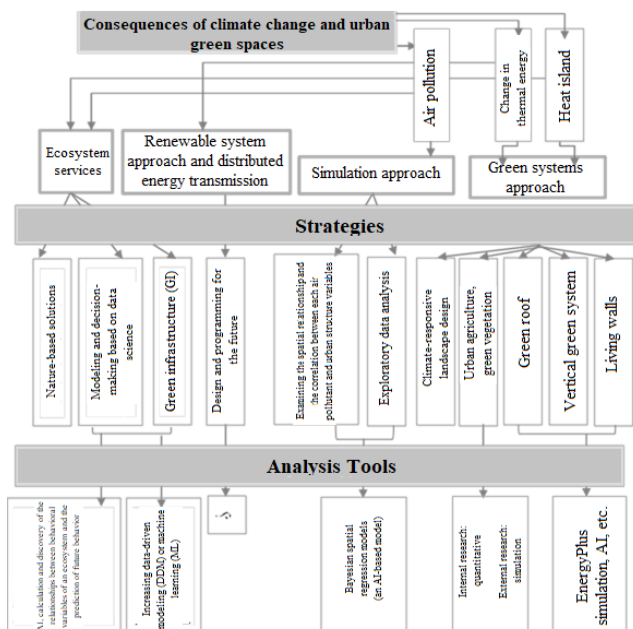 Consequences of climate change and urban
green spaces
Air pollution
Change in
thermal energy
Heat island
Ecosystem
services
Renewable system
approach and distributed
energy transmission
Simulation approach
Green systems
approach
Strategies
Nature-based solutions
Modeling and decision-
making based on data
science
Green infrastructure (GI)
Design and programming for
the future
Examining the spatial relationship and
the correlation between each air
pollutant and urban structure variables
Exploratory data analysis
Climate-responsive
landscape design
Urban agriculture,
green vegetation
Green roof
Vertical green system
Living walls
Analysis Tools
AI, calculation and discovery of the
relationships between behavioral
variables of an ecosystem and the
prediction of future behavior
Increasing data-driven
modeling (DDM) or machine
learning (ML)
Bayesian spatial
regression models
(an AI-based model)
Internal research:
quantitative
External research:
simulation
EnergyPlus
simulation, AI, etc.